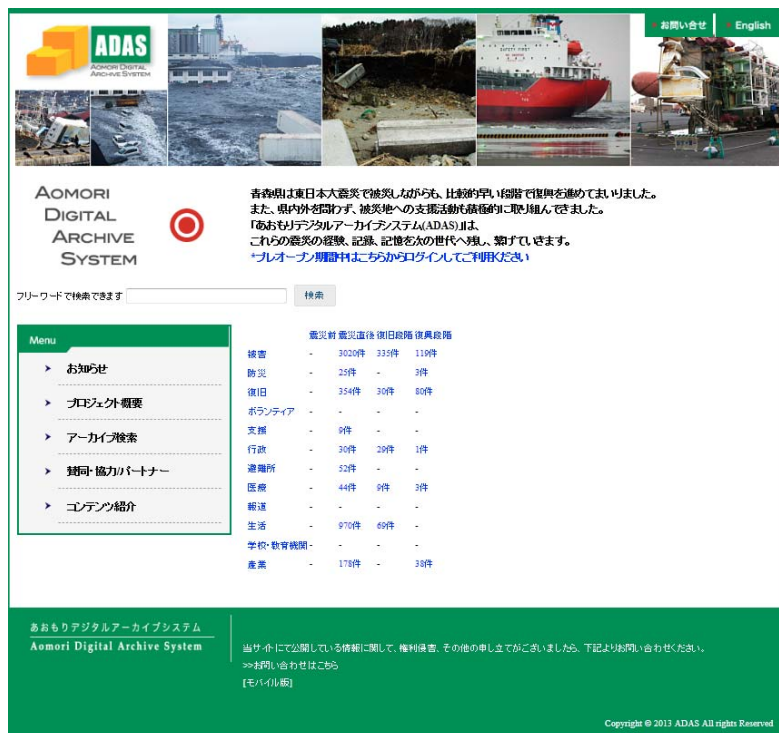 ADAS
AOMORI DIGITAL
ARCHIVE SYSTEM
SAFETY FIRST
お問い合せ
English
AOMORI
DIGITAL
ARCHIVE
SYSTEM
青森県は東日本大震災で被災しながらも、比較的早い段階で復興を進めてまいりました。
また、県内外を問わず、被災地への支援活動も積極的に取り組んできました。
「あおもりデジタルアーカイブシステム(ADAS)」は、
これらの震災の経験、記録、記憶を次の世代へ残し、繋げていきます。
*プレオープン期間中はこちらからログインしてご利用ください
フリーワードで検索できます 検索
Menu
お知らせ
プロジェクト概要
アーカイブ検索
賛同・協力/パートナー
コンテンツ紹介
震災前 震災直後 復旧段階 復興段階
被害 - 3020件 335件 119件
防災 - 25件 - 3件
復旧 - 354件 30件 80件
ボランティア - - - -
支援 - 9件 - -
行政 - 30件 29件 1件
避難所 - 52件 - -
医療 - 44件 9件 3件
報道 - - - -
生活 - 970件 69件 -
学校・教育機関 - - - -
産業 - 178件 - 38件
あおもりデジタルアーカイブシステム
Aomori Digital Archive System
当サイトにて公開している情報に関して、権利侵害、その他の申し立てがございましたら、下記よりお問い合わせください。
>>お問い合わせはこちら
[モバイル版]
Copyright © 2013 ADAS All rights Reserved